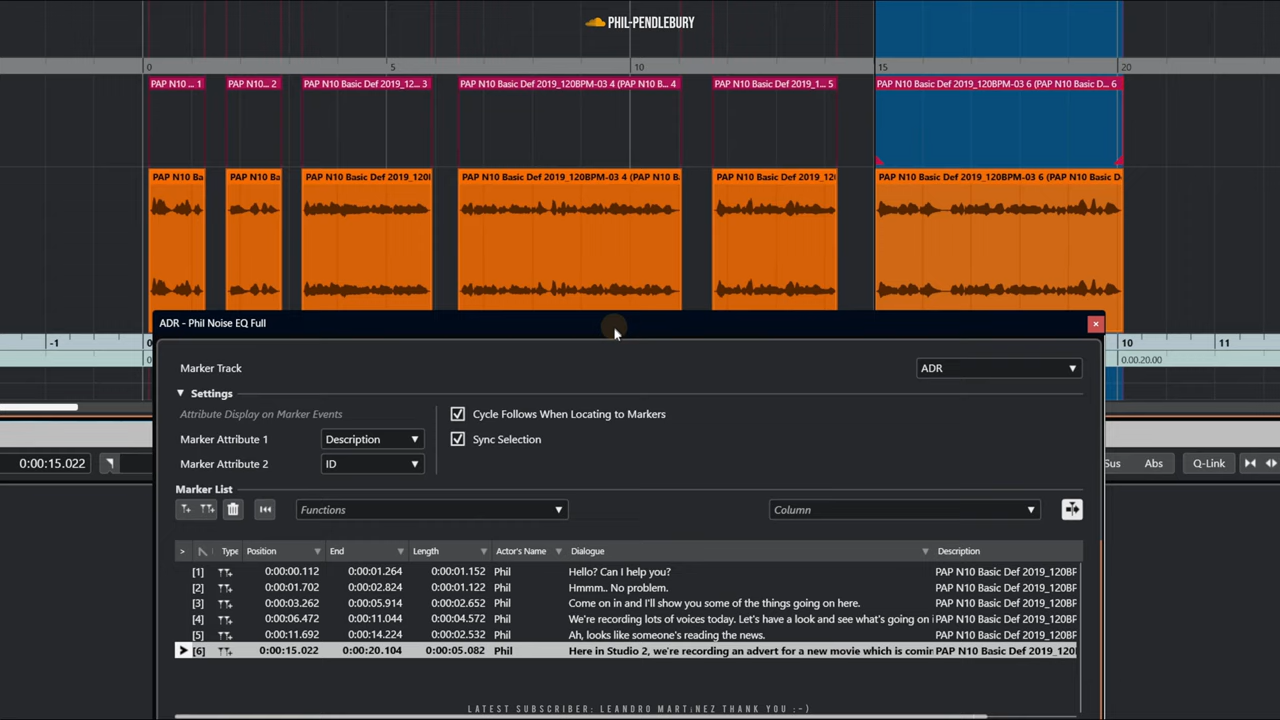 PHIL-PENDLEBURY
0 5 10 15 20
PAP N10 ... 1
PAP N10... 2
PAP N10 Basic Def 2019_12... 3
PAP N10 Basic Def 2019_120BPM-03 4 (PAP N10 B... 4
PAP N10 Basic Def 2019_1... 5
PAP N10 Basic Def 2019_120BPM-03 6 (PAP N10 Basic D... 6
PAP N10 Ba
PAP N10 Ba
PAP N10 Basic Def 2019_120
PAP N10 Basic Def 2019_120BPM-03 4 (PAP N10 B
PAP N10 Basic Def 2019_12
PAP N10 Basic Def 2019_120BPM-03 6 (PAP N10 Basic D
ADR - Phil Noise EQ Full
-1 0 10 11
0: 0.00.20.00
Marker Track ADR
Settings
Attribute Display on Marker Events
Cycle Follows When Locating to Markers
Marker Attribute 1 Description
Sync Selection
Marker Attribute 2 ID
0:00:15.022
Sus Abs Q-Link
Marker List
Functions Column
> Type Position End Length Actor's Name Dialogue Description
[1] 0:00:00.112 0:00:01.264 0:00:01.152 Phil Hello? Can I help you? PAP N10 Basic Def 2019_120BP
[2] 0:00:01.702 0:00:02.824 0:00:01.122 Phil Hmmm.. No problem. PAP N10 Basic Def 2019_120BP
[3] 0:00:03.262 0:00:05.914 0:00:02.652 Phil Come on in and I'll show you some of the things going on here. PAP N10 Basic Def 2019_120BP
[4] 0:00:06.472 0:00:11.044 0:00:04.572 Phil We're recording lots of voices today. Let's have a look and see what's going on i PAP N10 Basic Def 2019_120BP
[5] 0:00:11.692 0:00:14.224 0:00:02.532 Phil Ah, looks like someone's reading the news. PAP N10 Basic Def 2019_120BP
[6] 0:00:15.022 0:00:20.104 0:00:05.082 Phil Here in Studio 2, we're recording an advert for a new movie which is comin PAP N10 Basic Def 2019_120
LATEST SUBSCRIBER: LEANDRO MARTíNEZ THANK YOU :-)